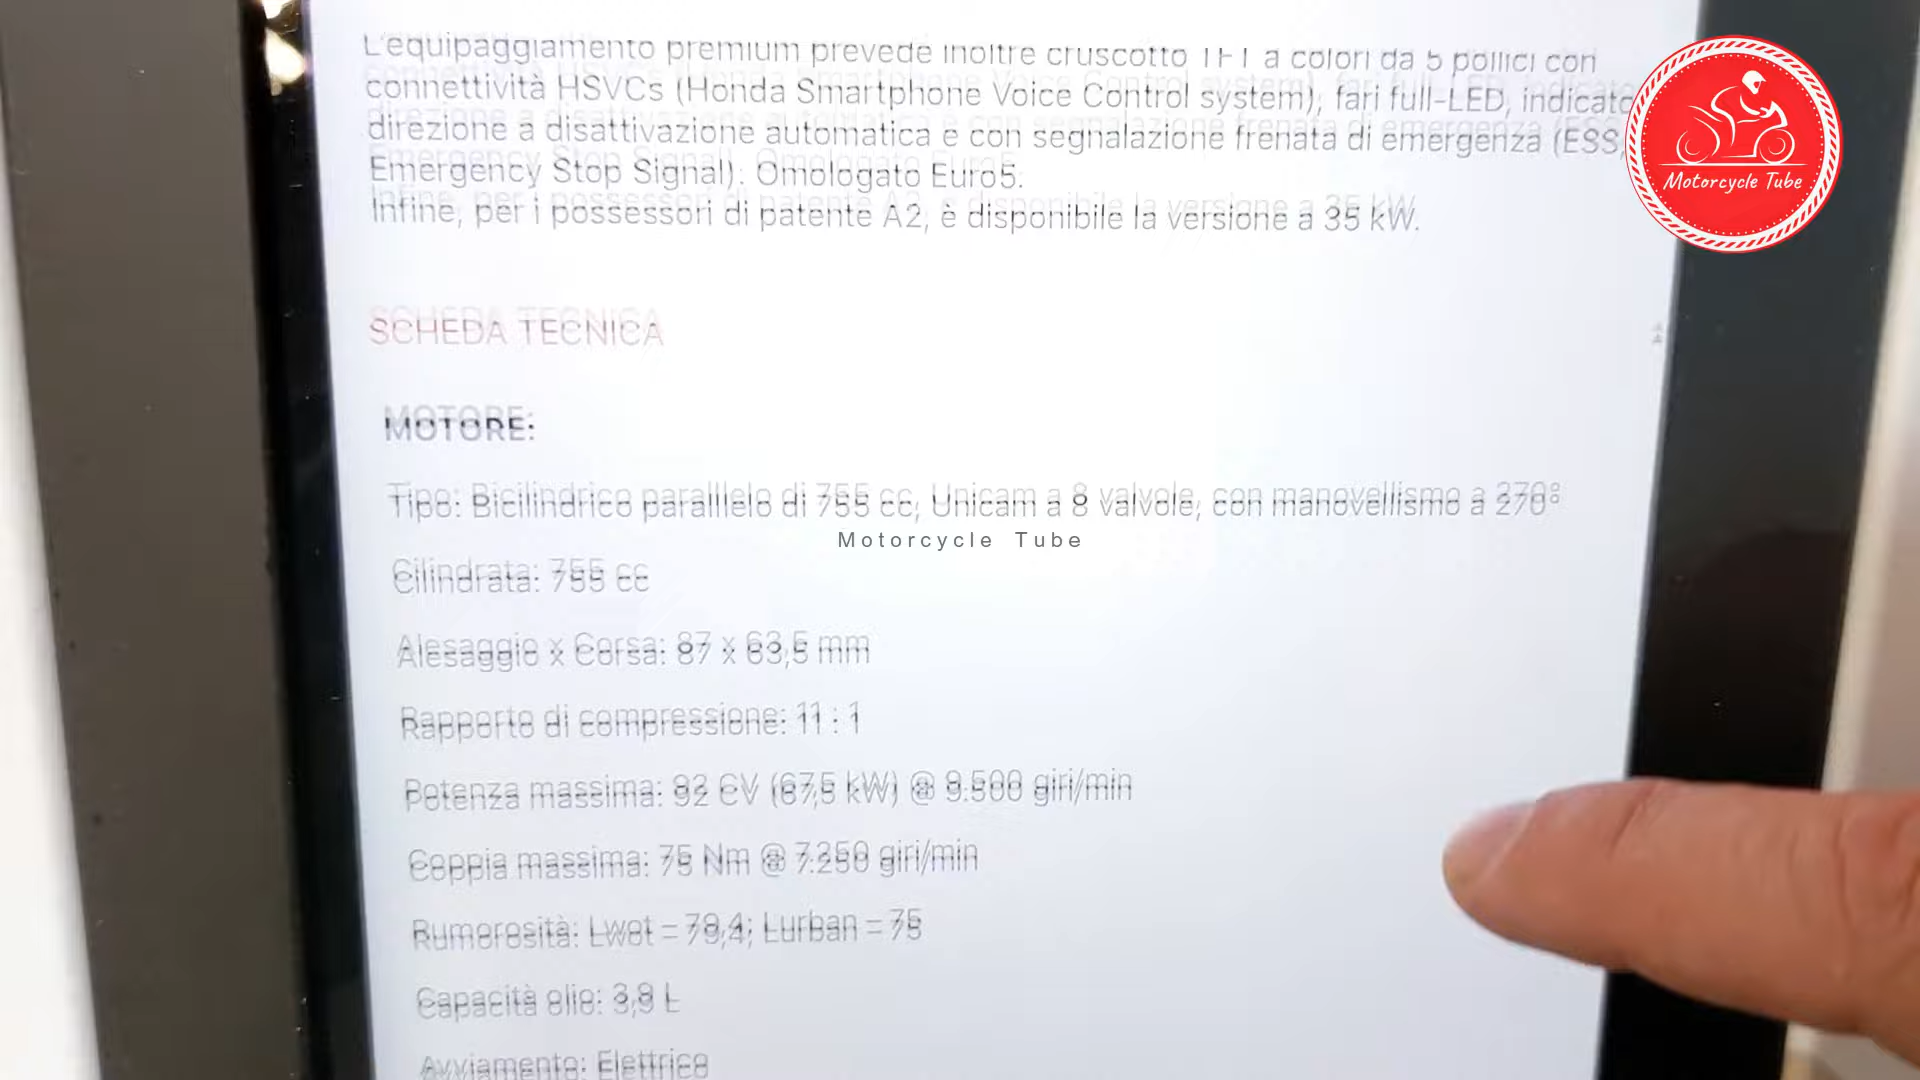 L'equipaggiamento premium prevede inoltre cruscotto TFT a colori da 5 pollici con
connettività HSVCs (Honda Smartphone Voice Control system), fari full-LED, indicato
direzione a disattivazione automatica e con segnalazione frenata di emergenza (ESS,
Emergency Stop Signal). Omologato Euro5.
Infine, per i possessori di patente A2, è disponibile la versione a 35 kW.
Motorcycle Tube
SCHEDA TECNICA
MOTORE:
Tipo: Bicilindrico paralllelo di 755 cc, Unicam a 8 valvole, con manovellismo a 270°
Motorcycle Tube
Cilindrata: 755 cc
Alesaggio x Corsa: 87 x 63,5 mm
Rapporto di compressione: 11 : 1
Potenza massima: 92 CV (67,5 kW) @ 9.500 giri/min
Coppia massima: 75 Nm @ 7.250 giri/min
Rumorosità: Lwot = 79,4; Lurban = 75
Capacità olio: 3,9 L
Avviamento: Elettrico